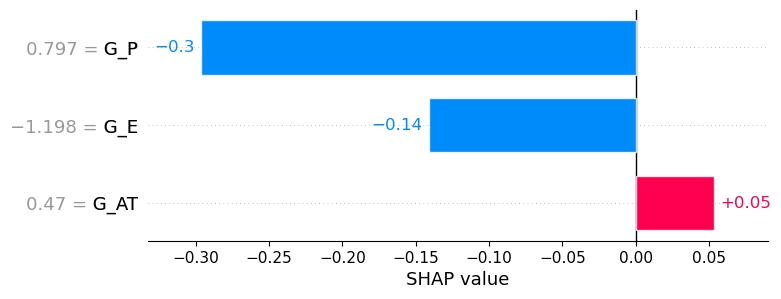 0.797 = G_P
−0.3
−1.198 = G_E
−0.14
0.47 = G_AT
+0.05
−0.30 −0.25 −0.20 −0.15 −0.10 −0.05 0.00 0.05
SHAP value